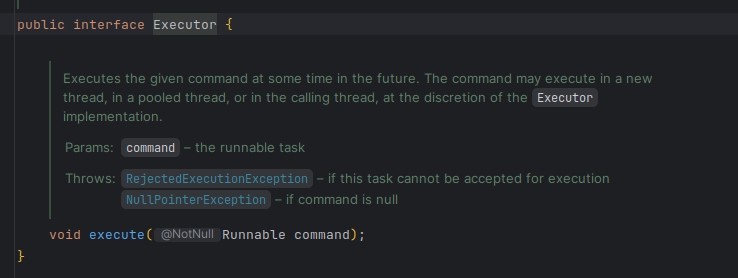 public interface Executor {
Executes the given command at some time in the future. The command may execute in a new
thread, in a pooled thread, or in the calling thread, at the discretion of the Executor
implementation.
Params: command – the runnable task
Throws: RejectedExecutionException – if this task cannot be accepted for execution
NullPointerException – if command is null
void execute(@NotNull Runnable command);
}